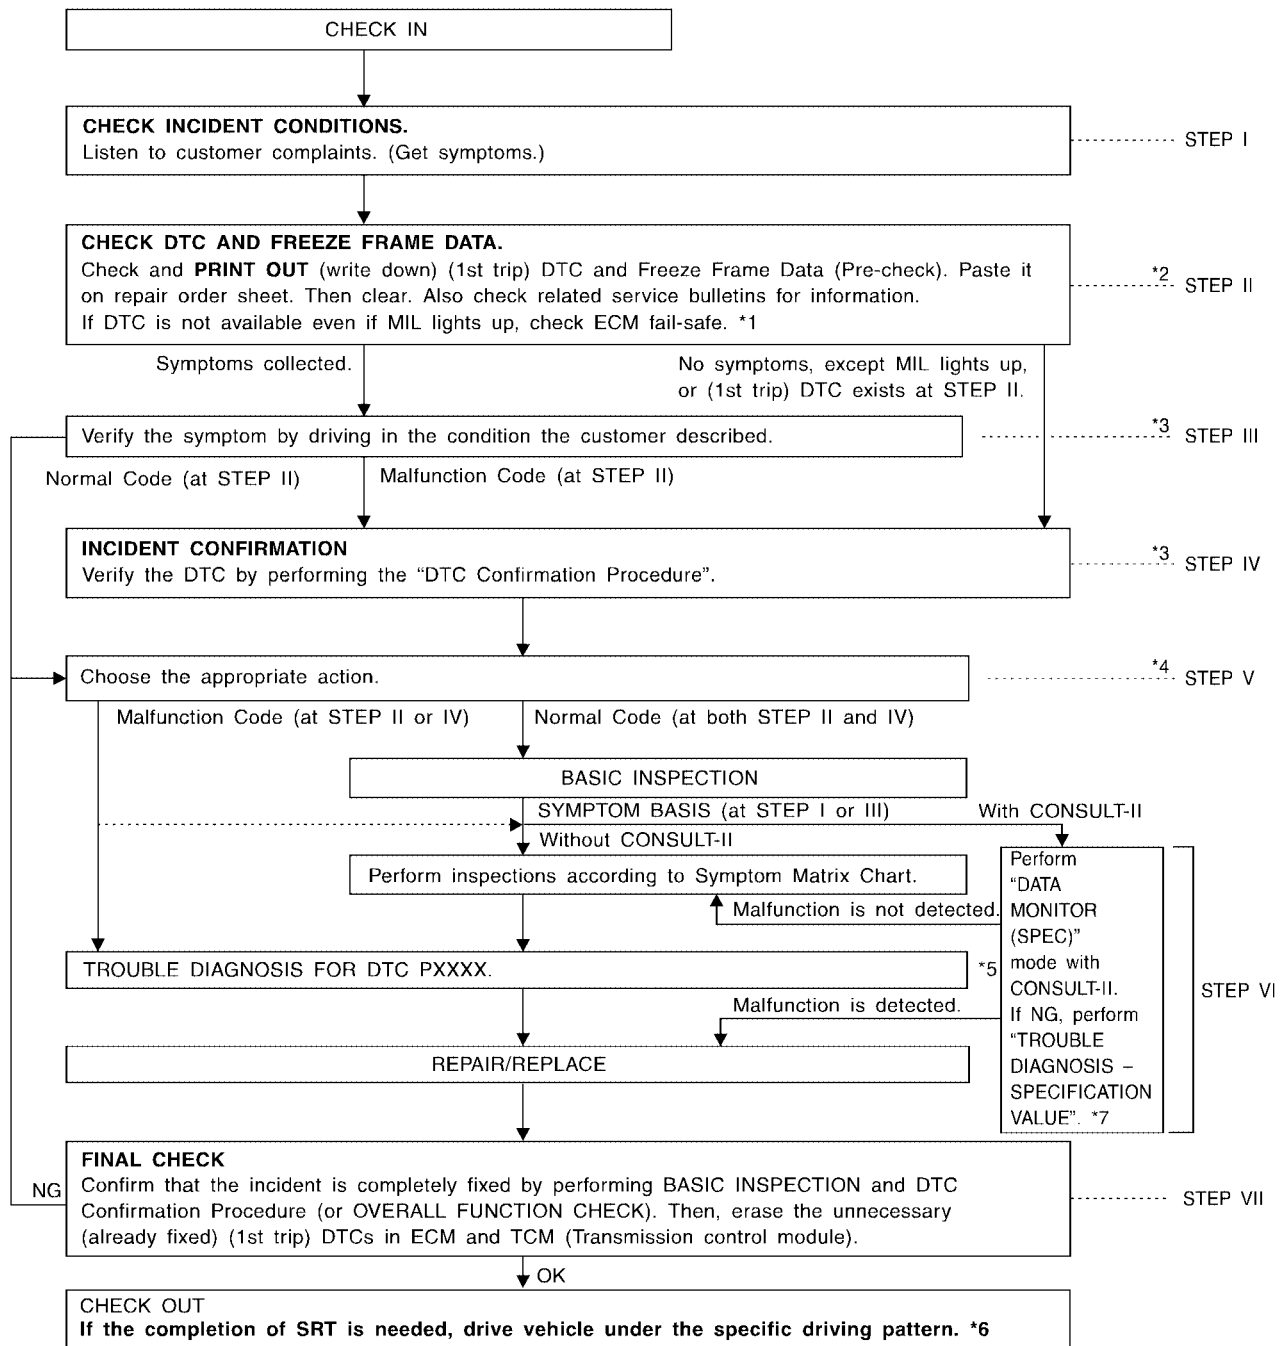 CHECK IN
CHECK INCIDENT CONDITIONS.
Listen to customer complaints. (Get symptoms.)
STEP I
CHECK DTC AND FREEZE FRAME DATA.
Check and PRINT OUT (write down) (1st trip) DTC and Freeze Frame Data (Pre-check). Paste it
on repair order sheet. Then clear. Also check related service bulletins for information.
If DTC is not available even if MIL lights up, check ECM fail-safe. *1
*2
STEP II
Symptoms collected.
No symptoms, except MIL lights up,
or (1st trip) DTC exists at STEP II.
Verify the symptom by driving in the condition the customer described.
*3
STEP III
Normal Code (at STEP II)
Malfunction Code (at STEP II)
INCIDENT CONFIRMATION
Verify the DTC by performing the “DTC Confirmation Procedure”.
*3
STEP IV
Choose the appropriate action.
*4
STEP V
Malfunction Code (at STEP II or IV)
Normal Code (at both STEP II and IV)
BASIC INSPECTION
SYMPTOM BASIS (at STEP I or III)
With CONSULT-II
Without CONSULT-II
Perform inspections according to Symptom Matrix Chart.
Malfunction is not detected.
Perform
“DATA
MONITOR
(SPEC)”
mode with
CONSULT-II.
If NG, perform
“TROUBLE
DIAGNOSIS –
SPECIFICATION
VALUE”. *7
STEP VI
TROUBLE DIAGNOSIS FOR DTC PXXXX.
*5
Malfunction is detected.
REPAIR/REPLACE
FINAL CHECK
Confirm that the incident is completely fixed by performing BASIC INSPECTION and DTC
Confirmation Procedure (or OVERALL FUNCTION CHECK). Then, erase the unnecessary
(already fixed) (1st trip) DTCs in ECM and TCM (Transmission control module).
NG
STEP VII
OK
CHECK OUT
If the completion of SRT is needed, drive vehicle under the specific driving pattern. *6